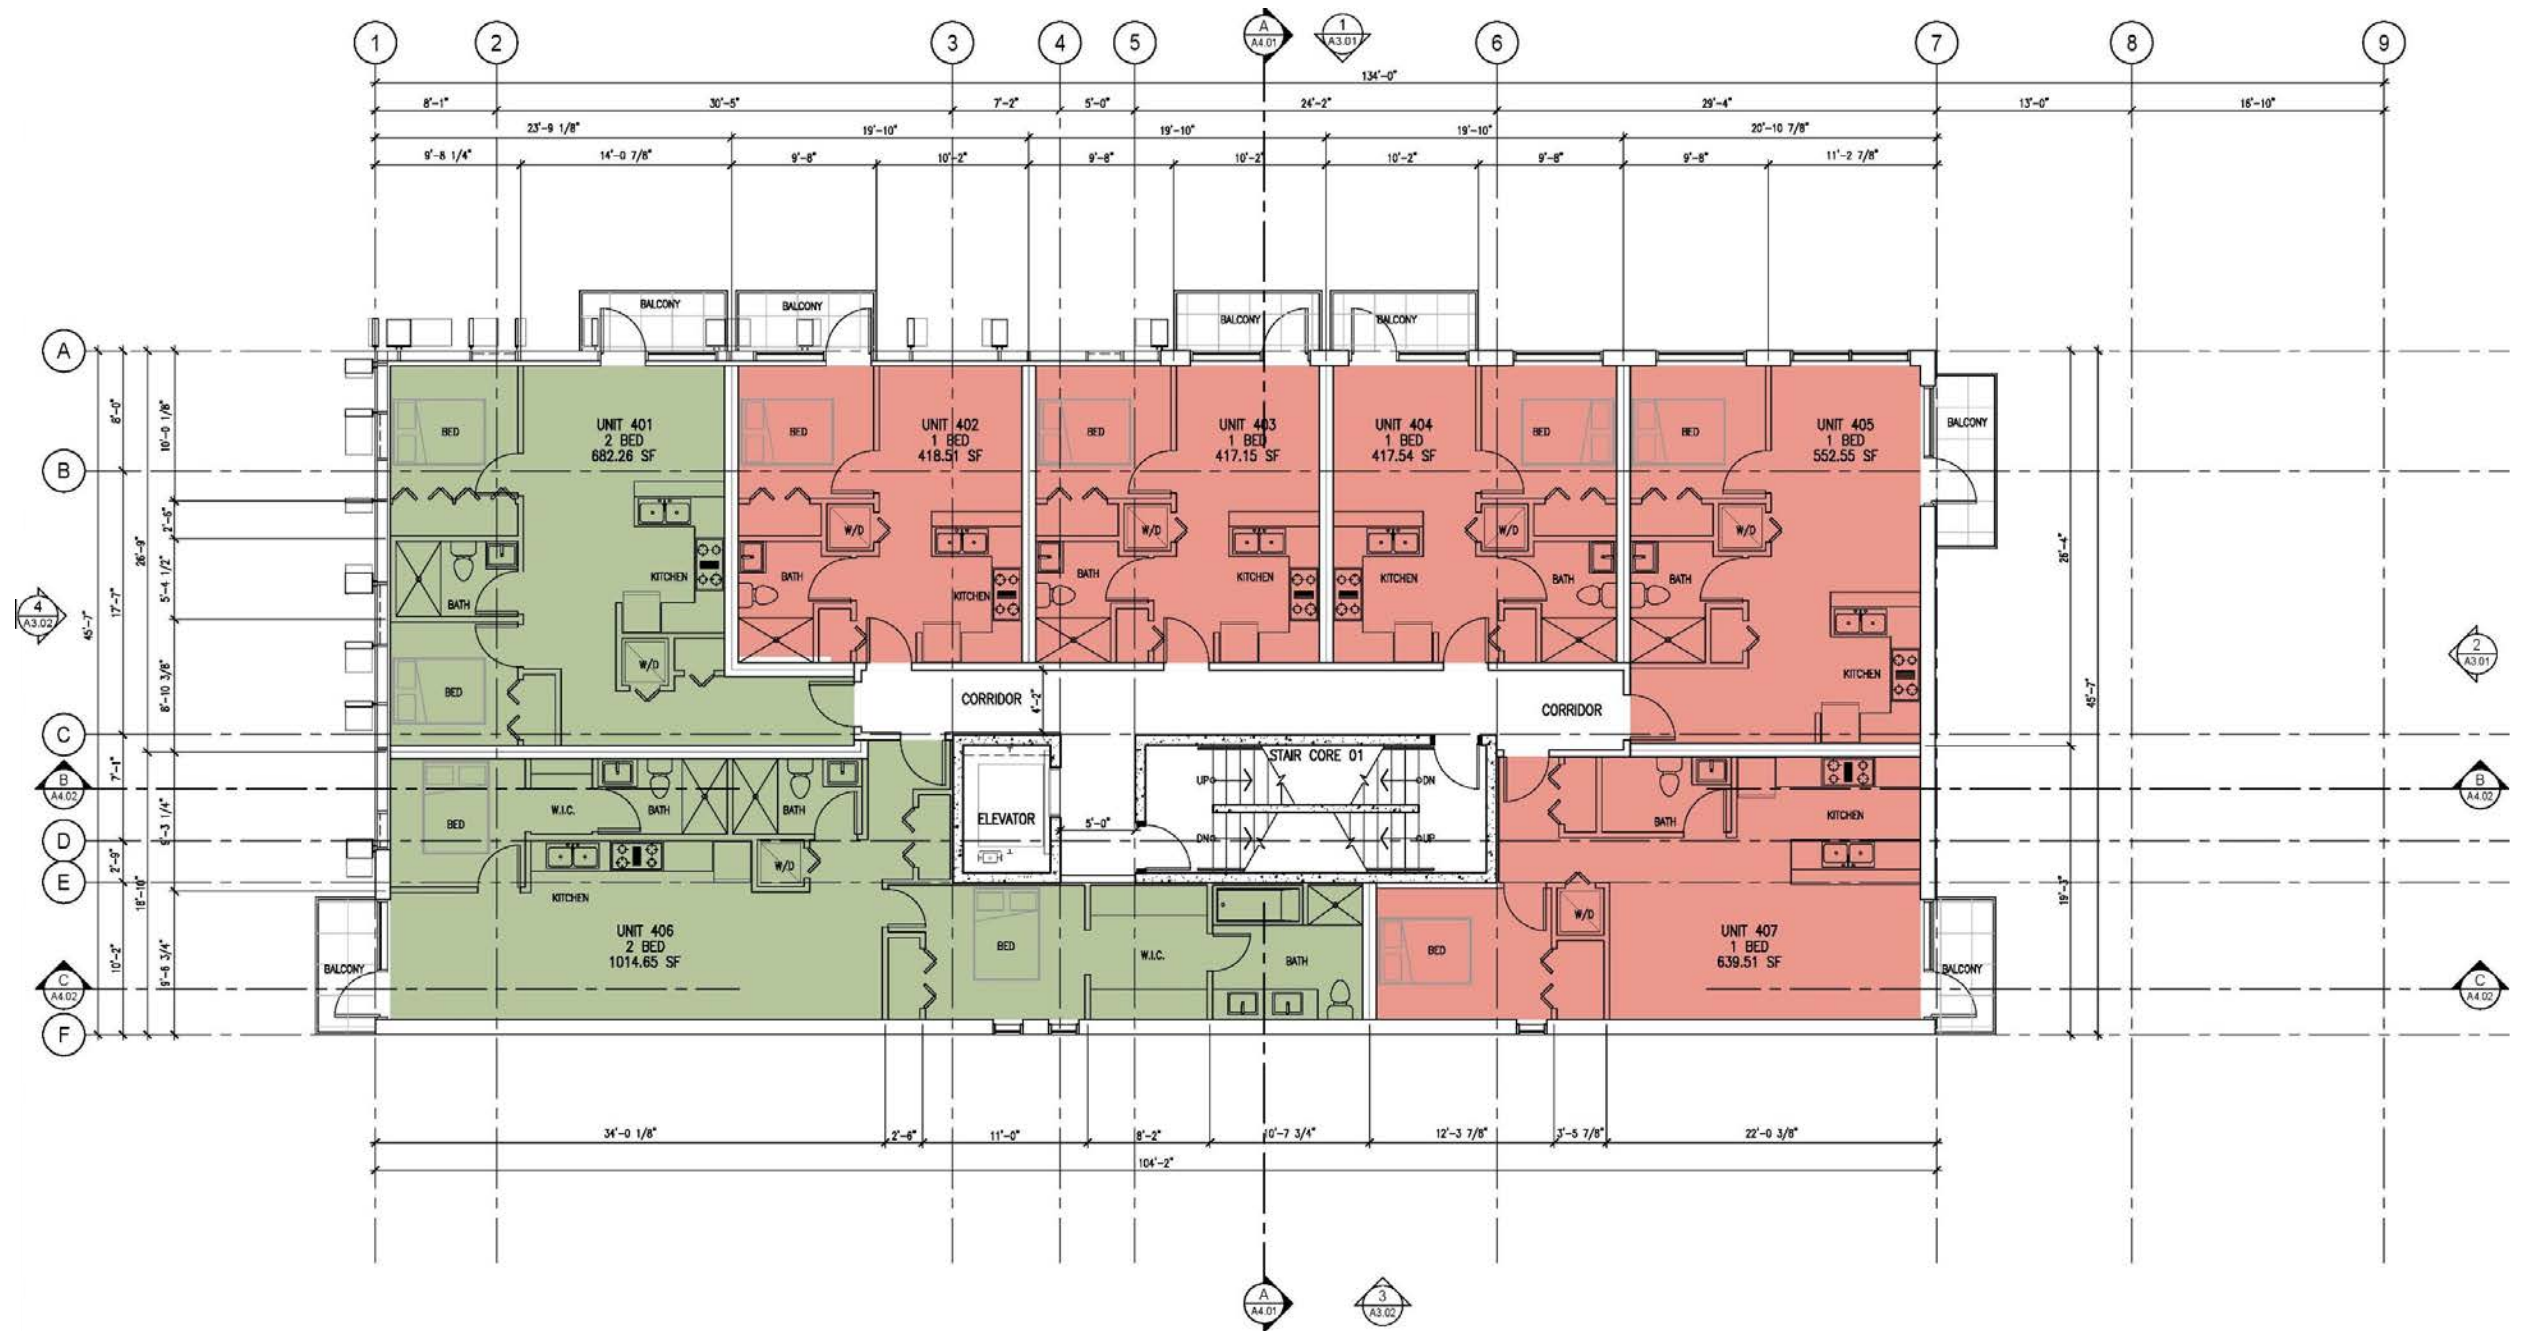 1 2 3 4 5 A A4.01 1 A3.01 6 7 8 9
134'-0"
8'-1" 30'-5" 7'-2" 5'-0" 24'-2" 29'-4" 13'-0" 16'-10"
23'-9 1/8" 19'-10" 19'-10" 19'-10" 20'-10 7/8"
9'-8 1/4" 14'-0 7/8" 9'-8" 10'-2" 9'-8" 10'-2" 10'-2" 9'-8" 9'-8" 11'-2 7/8"
BALCONY
BALCONY
BALCONY
BALCONY
A
B
C
B A4.02
D
E
C A4.02
F
4 A3.02
8'-0"
17'-7"
7'-1"
2'-9"
10'-2"
45'-7"
26'-9"
18'-10"
10'-0 1/8"
2'-6"
5'-4 1/2"
8'-10 3/8"
9'-3 1/4"
9'-6 3/4"
BED
UNIT 401
2 BED
682.26 SF
KITCHEN
BATH
W/D
BED
BED
UNIT 402
1 BED
418.51 SF
W/D
BATH
KITCHEN
BED
UNIT 403
1 BED
417.15 SF
W/D
BATH
KITCHEN
UNIT 404
1 BED
417.54 SF
BED
W/D
KITCHEN
BATH
BED
UNIT 405
1 BED
552.55 SF
W/D
BATH
KITCHEN
BALCONY
CORRIDOR
4'-2"
CORRIDOR
STAIR CORE 01
UP
DN
DN
UP
ELEVATOR
5'-0"
BED
W.I.C.
BATH
BATH
W/D
KITCHEN
UNIT 406
2 BED
1014.65 SF
BED
W.I.C.
BATH
BALCONY
BATH
KITCHEN
W/D
BED
UNIT 407
1 BED
639.51 SF
BALCONY
26'-4"
19'-3"
45'-7"
2 A3.01
B A4.02
C A4.02
34'-0 1/8" 2'-6" 11'-0" 8'-2" 10'-7 3/4" 12'-3 7/8" 3'-5 7/8" 22'-0 3/8"
104'-2"
A A4.01 3 A3.02